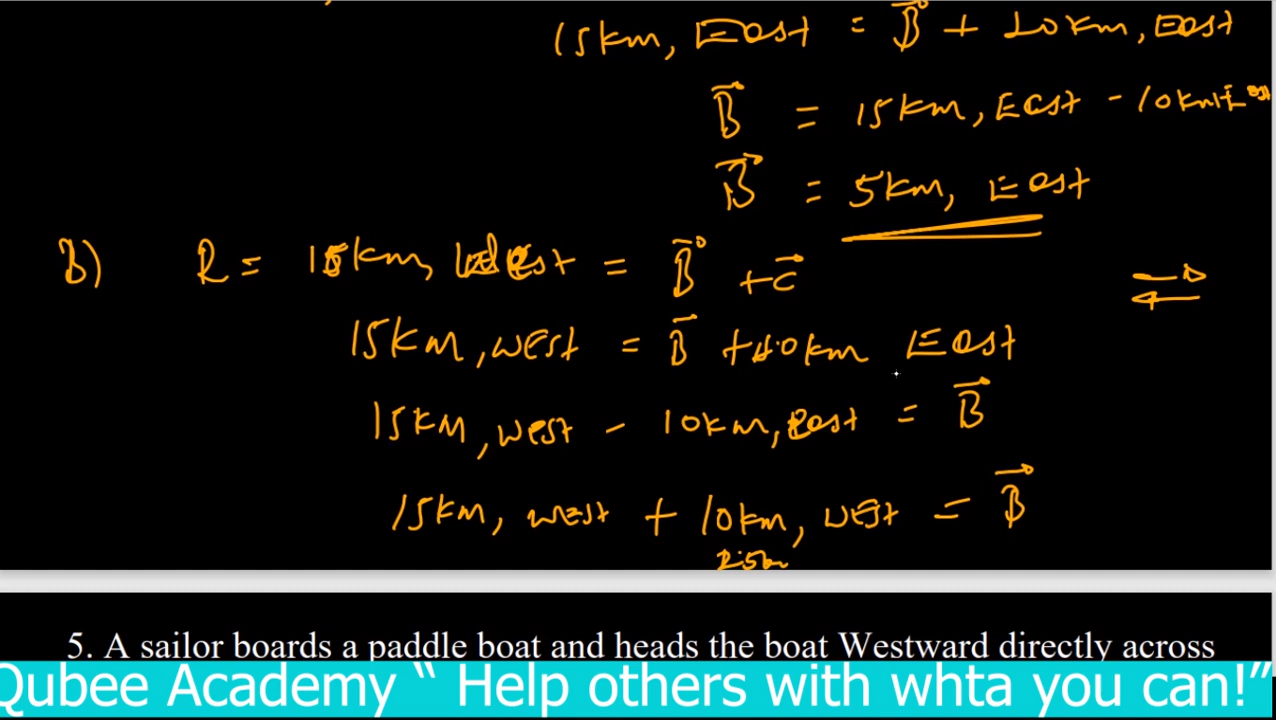 15km, East = B + 10km, East
B = 15km, East - 10km East
B = 5km, East
B) R = 15km, West = B + C
15km, west = B + 10km East
15km, west - 10km, east = B
15km, west + 10km, west = B
25km
5. A sailor boards a paddle boat and heads the boat Westward directly across
Qubee Academy “ Help others with whta you can!”